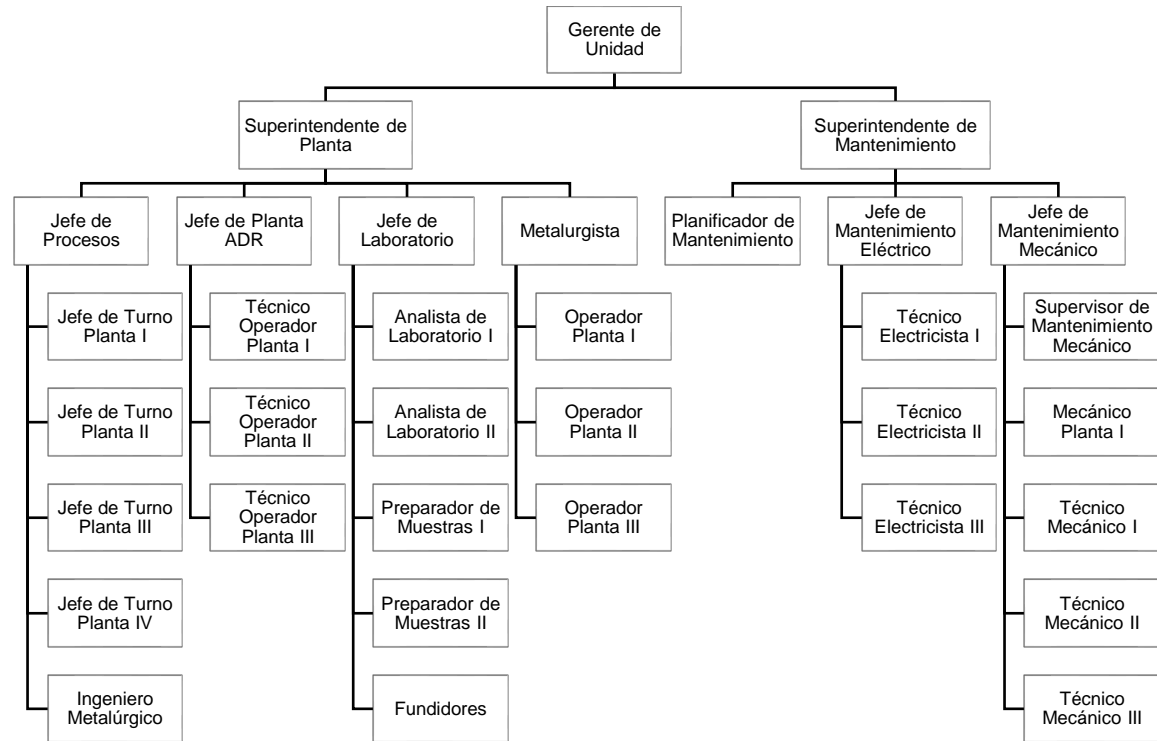 Gerente de
Unidad
Superintendente de
Planta
Superintendente de
Mantenimiento
Jefe de
Procesos
Jefe de Planta
ADR
Jefe de
Laboratorio
Metalurgista
Planificador de
Mantenimiento
Jefe de
Mantenimiento
Eléctrico
Jefe de
Mantenimiento
Mecánico
Jefe de Turno
Planta I
Técnico
Operador
Planta I
Analista de
Laboratorio I
Operador
Planta I
Técnico
Electricista I
Supervisor de
Mantenimiento
Mecánico
Jefe de Turno
Planta II
Técnico
Operador
Planta II
Analista de
Laboratorio II
Operador
Planta II
Técnico
Electricista II
Mecánico
Planta I
Jefe de Turno
Planta III
Técnico
Operador
Planta III
Preparador de
Muestras I
Operador
Planta III
Técnico
Electricista III
Técnico
Mecánico I
Jefe de Turno
Planta IV
Preparador de
Muestras II
Técnico
Mecánico II
Ingeniero
Metalúrgico
Fundidores
Técnico
Mecánico III